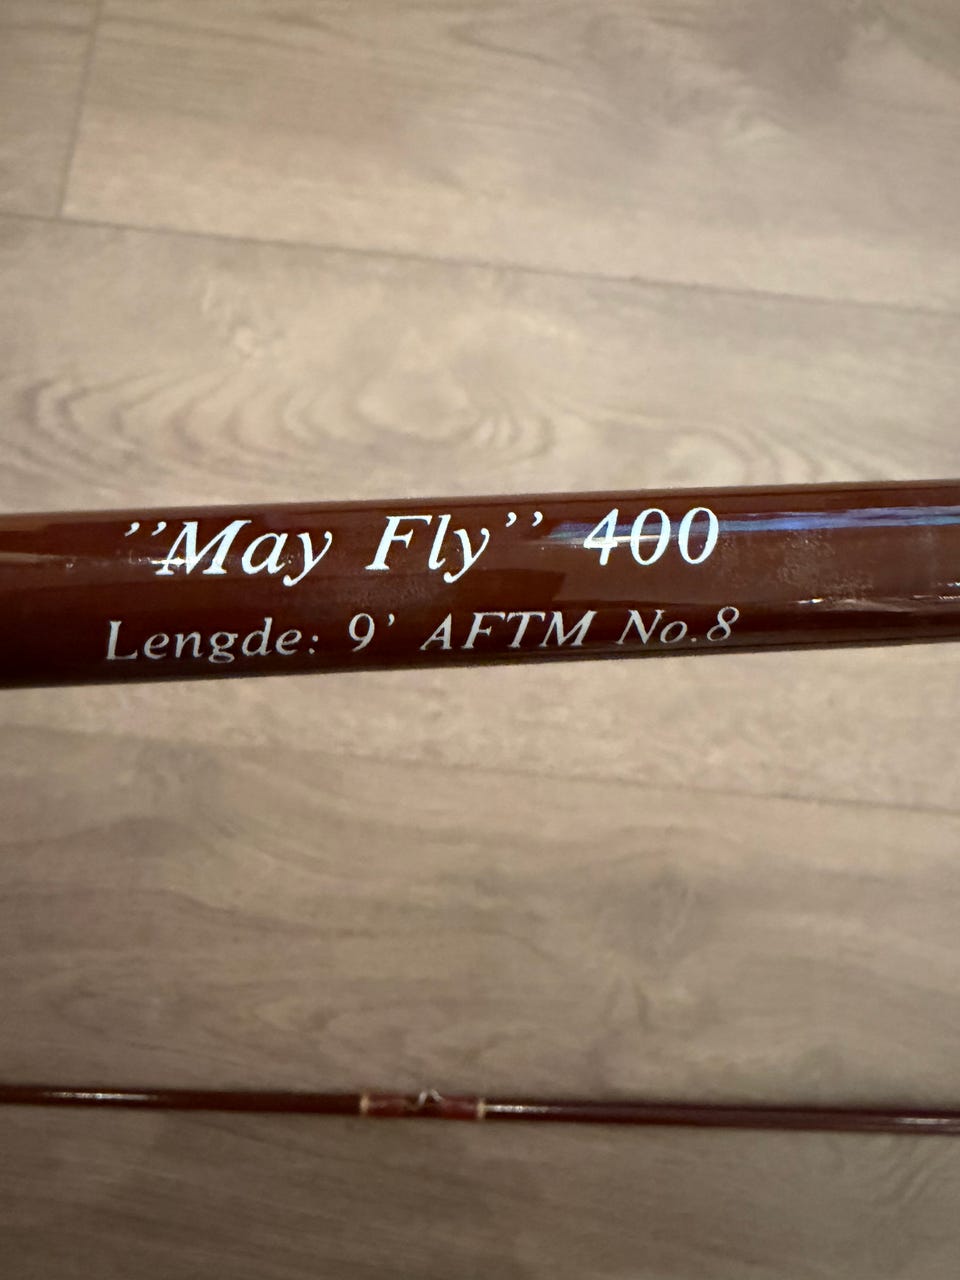 ’’May Fly’’ 400
Lengde: 9’ AFTM No.8